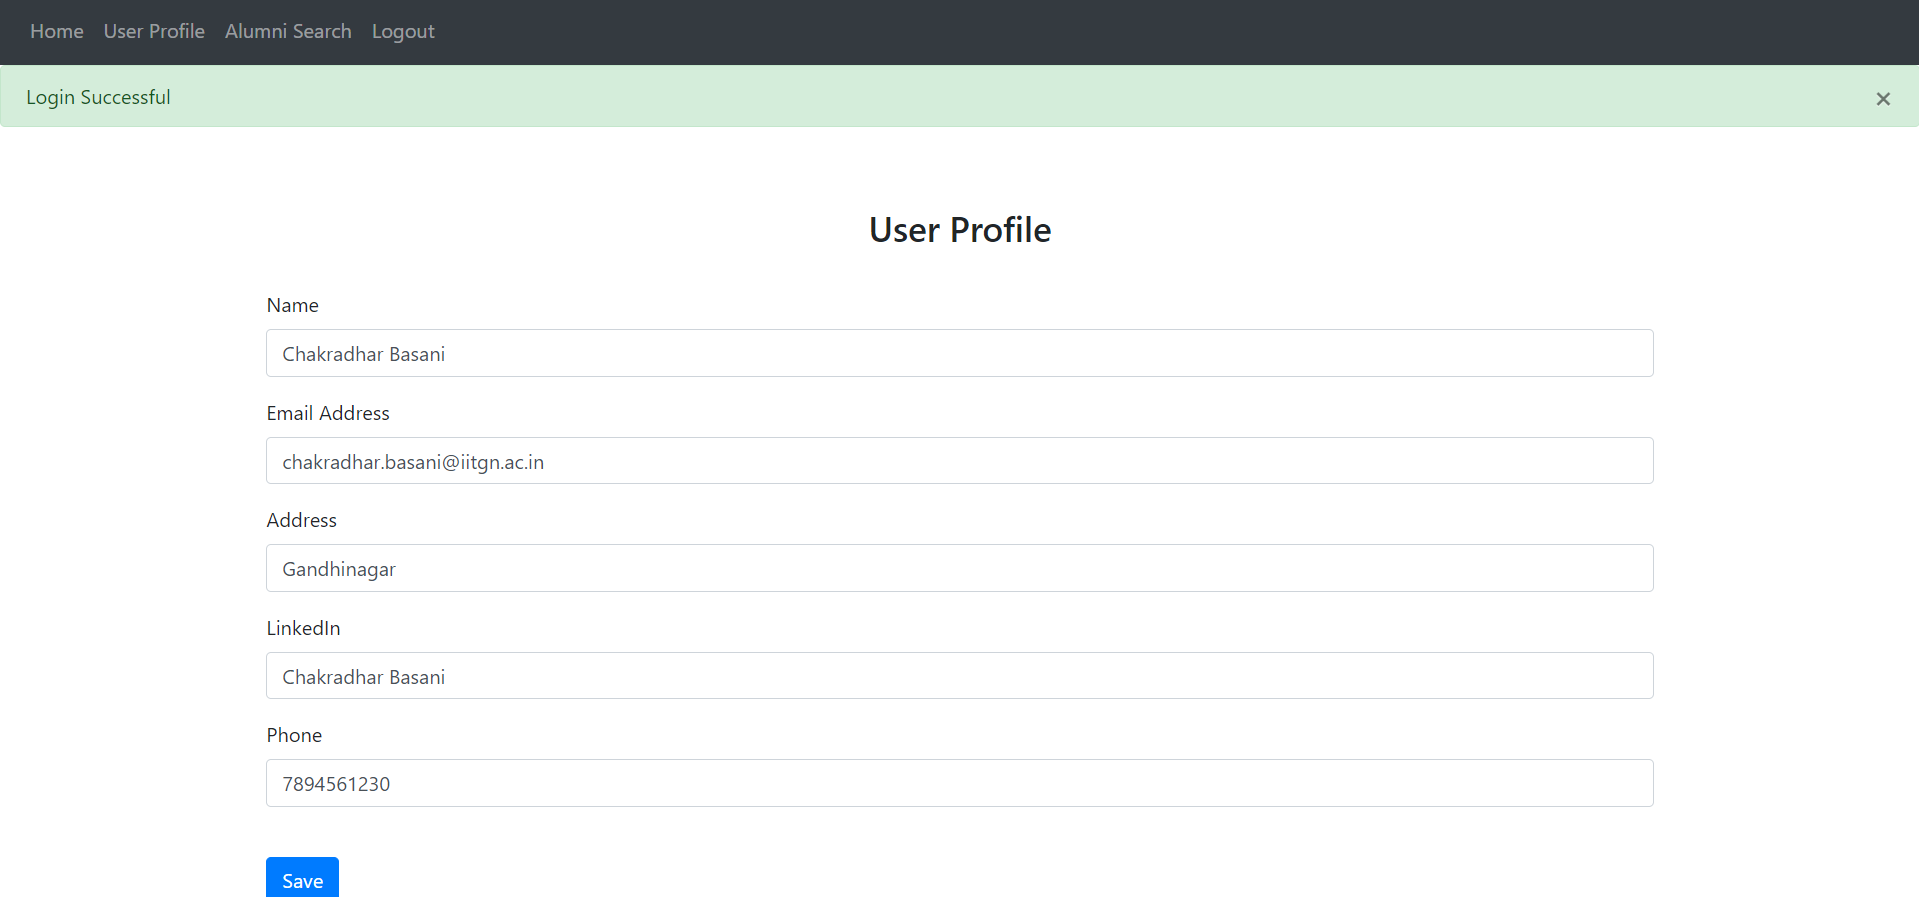 Home User Profile Alumni Search Logout
Login Successful ×
User Profile
Name
Chakradhar Basani
Email Address
chakradhar.basani@iitgn.ac.in
Address
Gandhinagar
LinkedIn
Chakradhar Basani
Phone
7894561230
Save